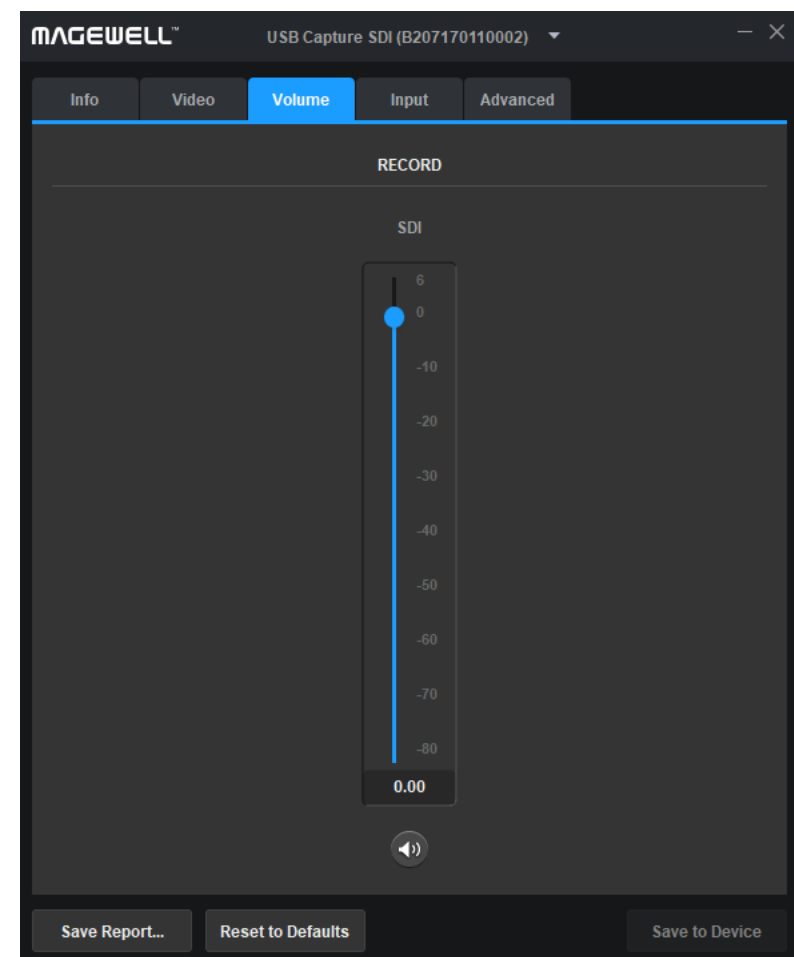 MAGEWELL™ USB Capture SDI (B207170110002)
Info Video Volume Input Advanced
RECORD
SDI
6
0
-10
-20
-30
-40
-50
-60
-70
-80
0.00
Save Report... Reset to Defaults Save to Device